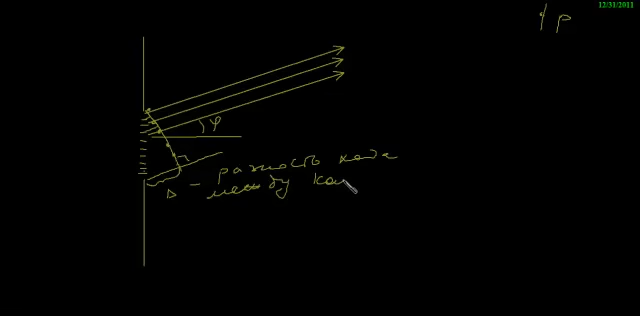 12/31/2011
φ
Δ - разность хода
между